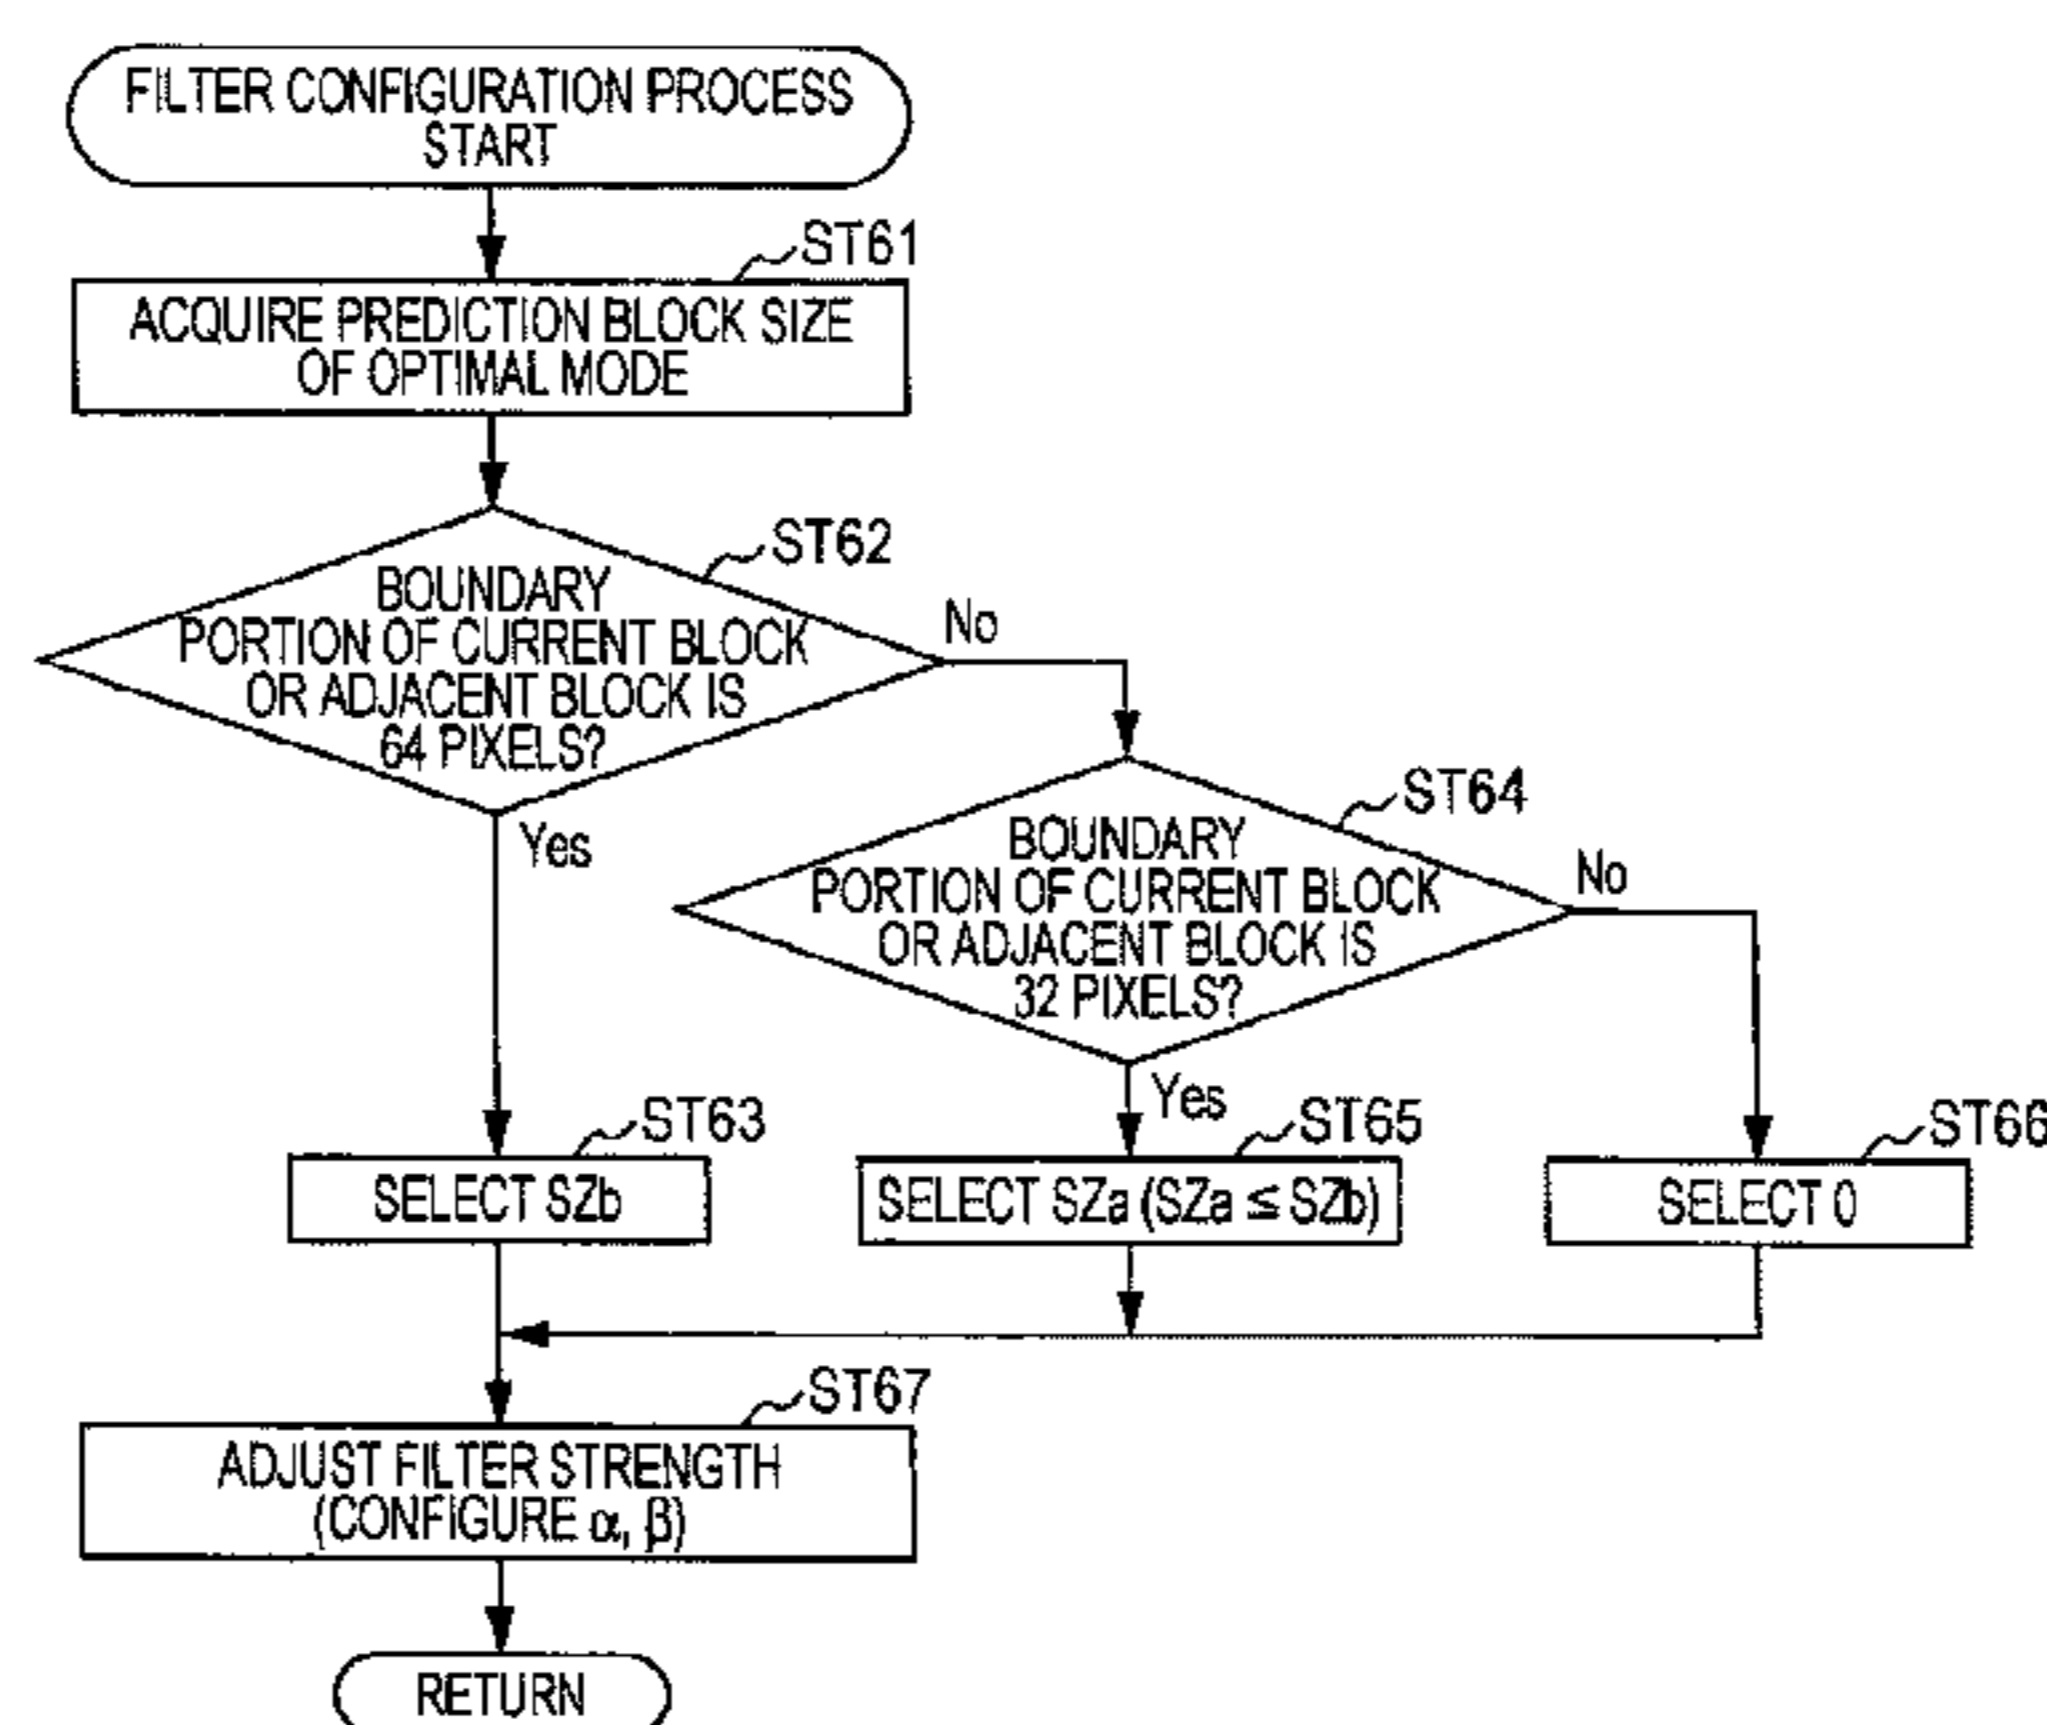 FILTER CONFIGURATION PROCESS
START
ST61
ACQUIRE PREDICTION BLOCK SIZE
OF OPTIMAL MODE
ST62
BOUNDARY
PORTION OF CURRENT BLOCK
OR ADJACENT BLOCK IS
64 PIXELS?
No
Yes
ST64
BOUNDARY
PORTION OF CURRENT BLOCK
OR ADJACENT BLOCK IS
32 PIXELS?
No
Yes
ST63
SELECT SZb
ST65
SELECT SZa (SZa ≤ SZb)
ST66
SELECT 0
ST67
ADJUST FILTER STRENGTH
(CONFIGURE α, β)
RETURN